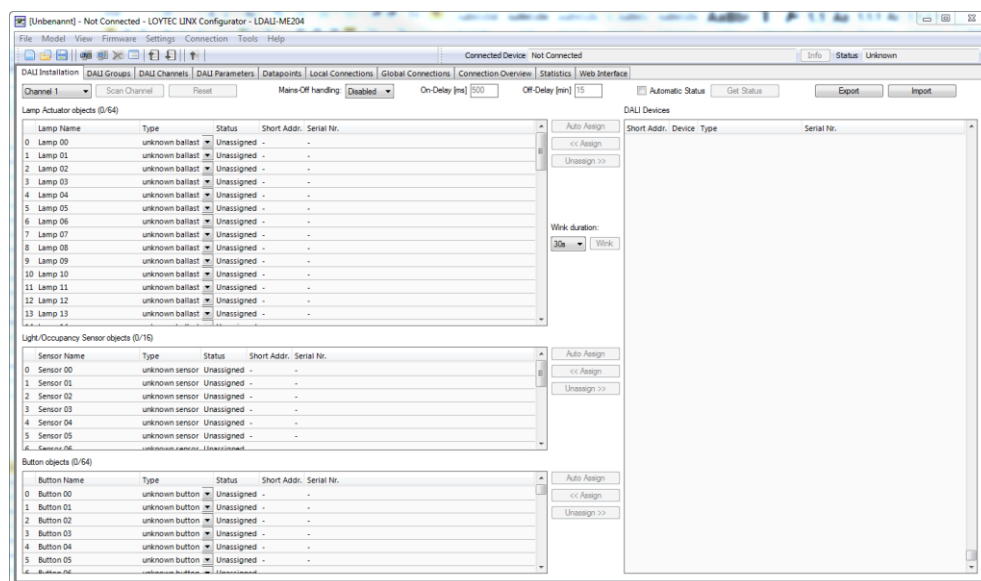 [Unbenannt] - Not Connected - LOYTEC LINX Configurator - LDALI-ME204
File Model View Firmware Settings Connection Tools Help
Connected Device Not Connected Info Status Unknown
DALI Installation DALI Groups DALI Channels DALI Parameters Datapoints Local Connections Global Connections Connection Overview Statistics Web Interface
Channel 1 Scan Channel Reset Mains-Off handling: Disabled On-Delay [ms] 500 Off-Delay [min] 15 Automatic Status Get Status Export Import
Lamp Actuator objects (0/64)
Lamp Name Type Status Short Addr. Serial Nr.
0 Lamp 00 unknown ballast Unassigned - -
1 Lamp 01 unknown ballast Unassigned - -
2 Lamp 02 unknown ballast Unassigned - -
3 Lamp 03 unknown ballast Unassigned - -
4 Lamp 04 unknown ballast Unassigned - -
5 Lamp 05 unknown ballast Unassigned - -
6 Lamp 06 unknown ballast Unassigned - -
7 Lamp 07 unknown ballast Unassigned - -
8 Lamp 08 unknown ballast Unassigned - -
9 Lamp 09 unknown ballast Unassigned - -
10 Lamp 10 unknown ballast Unassigned - -
11 Lamp 11 unknown ballast Unassigned - -
12 Lamp 12 unknown ballast Unassigned - -
13 Lamp 13 unknown ballast Unassigned - -
Auto Assign
<< Assign
Unassign >>
Wink duration:
30s Wink
DALI Devices
Short Addr. Device Type Serial Nr.
Light/Occupancy Sensor objects (0/16)
Sensor Name Type Status Short Addr. Serial Nr.
0 Sensor 00 unknown sensor Unassigned - -
1 Sensor 01 unknown sensor Unassigned - -
2 Sensor 02 unknown sensor Unassigned - -
3 Sensor 03 unknown sensor Unassigned - -
4 Sensor 04 unknown sensor Unassigned - -
5 Sensor 05 unknown sensor Unassigned - -
6 Sensor 06 unknown sensor Unassigned
Auto Assign
<< Assign
Unassign >>
Button objects (0/64)
Button Name Type Status Short Addr. Serial Nr.
0 Button 00 unknown button Unassigned - -
1 Button 01 unknown button Unassigned - -
2 Button 02 unknown button Unassigned - -
3 Button 03 unknown button Unassigned - -
4 Button 04 unknown button Unassigned - -
5 Button 05 unknown button Unassigned - -
6 Button 06 unknown button Unassigned
Auto Assign
<< Assign
Unassign >>